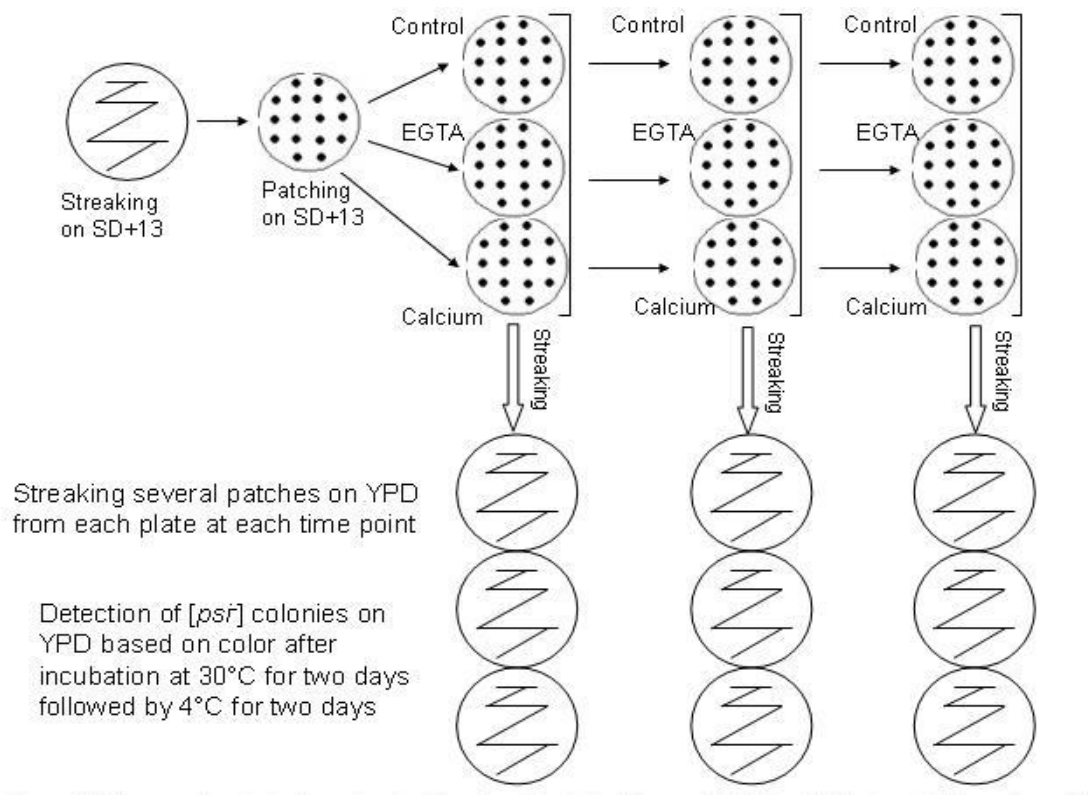 Control
Control
Control
EGTA
EGTA
EGTA
Streaking
on SD+13
Patching
on SD+13
Calcium
Calcium
Calcium
Streaking
Streaking
Streaking
Streaking several patches on YPD
from each plate at each time point
Detection of [psi-] colonies on
YPD based on color after
incubation at 30°C for two days
followed by 4°C for two days